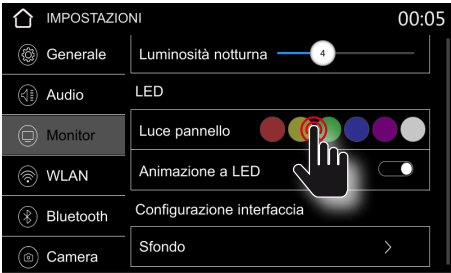 IMPOSTAZIONI 00:05
Generale
Luminosità notturna 4
Audio
LED
Monitor
Luce pannello
WLAN
Animazione a LED
Bluetooth
Configurazione interfaccia
Camera
Sfondo